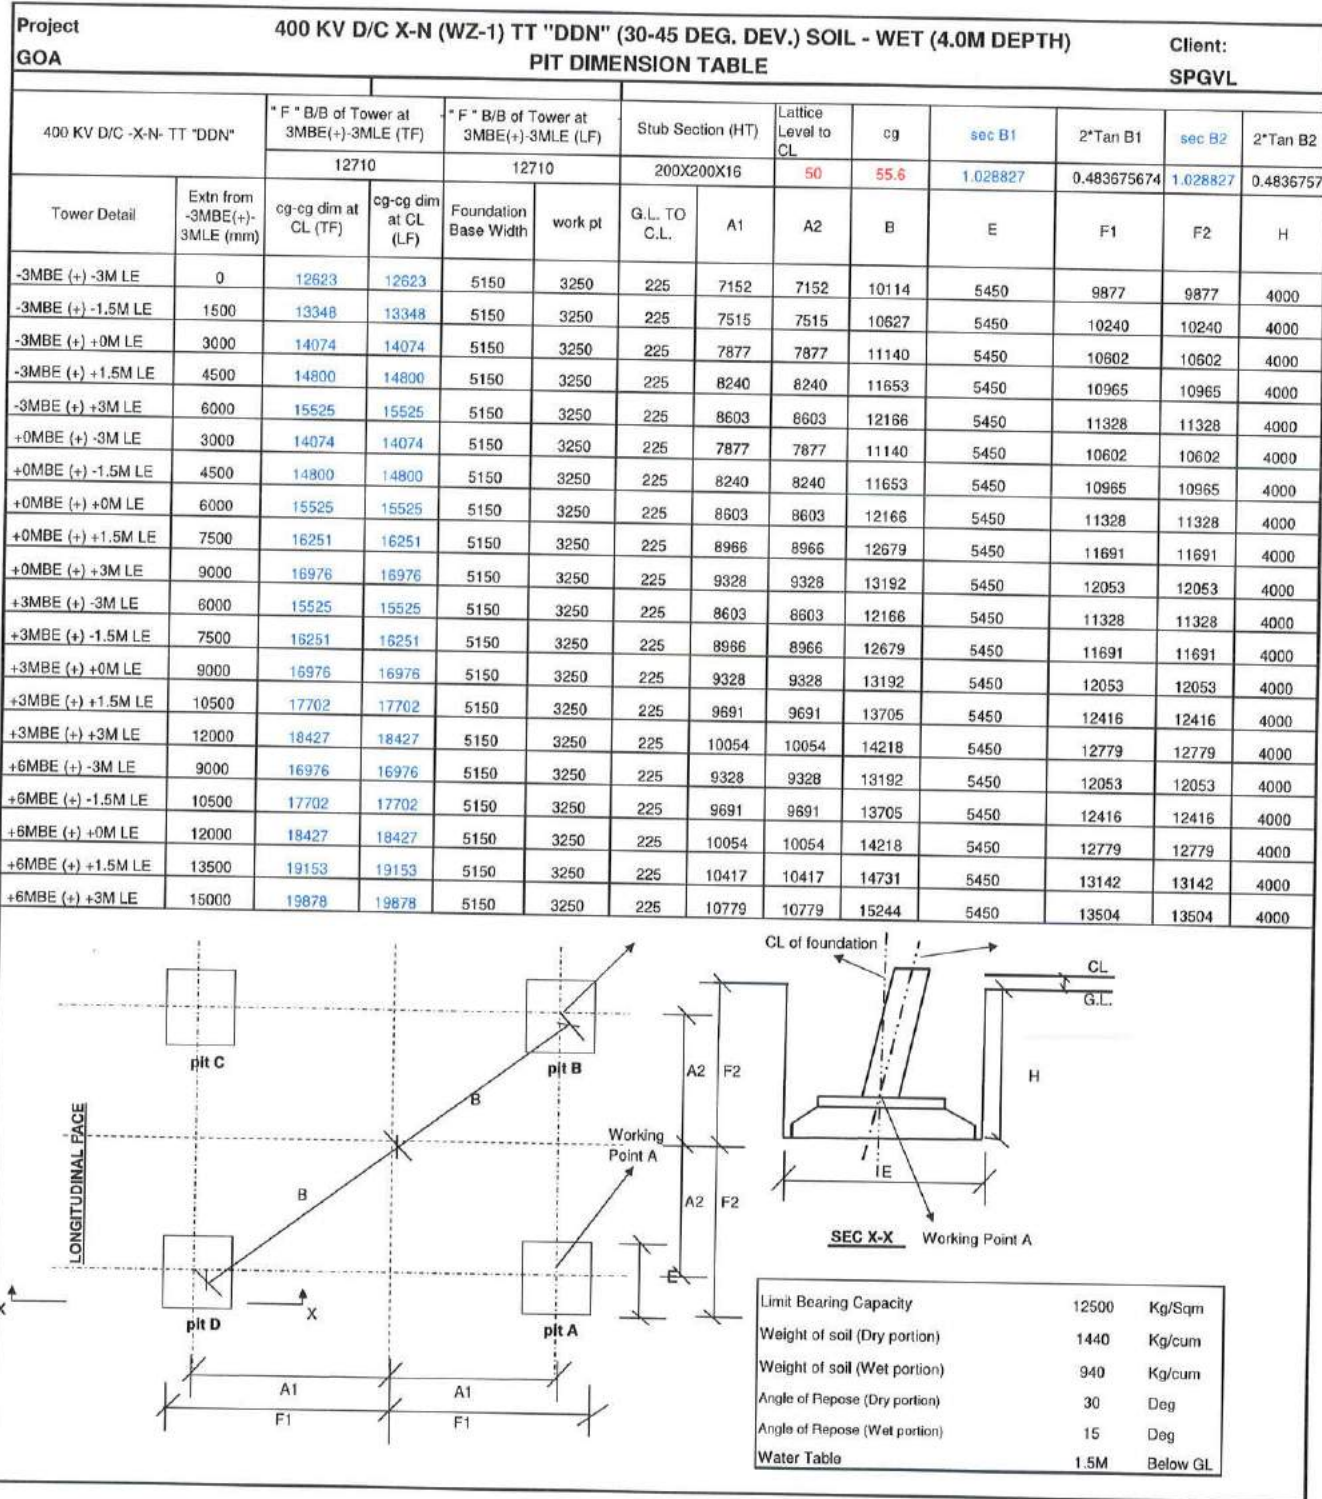 Project
400 KV D/C X-N (WZ-1) TT "DDN" (30-45 DEG. DEV.) SOIL - WET (4.0M DEPTH)
Client:
GOA
PIT DIMENSION TABLE
SPGVL
400 KV D/C -X-N- TT "DDN"
" F " B/B of Tower at 3MBE(+)-3MLE (TF)
" F " B/B of Tower at 3MBE(+)-3MLE (LF)
Stub Section (HT)
Lattice Level to CL
cg
sec B1
2*Tan B1
sec B2
2*Tan B2
12710 12710 200X200X16 50 55.6 1.028827 0.483675674 1.028827 0.4836757
Tower Detail
Extn from -3MBE(+)-3MLE (mm)
cg-cg dim at CL (TF)
cg-cg dim at CL (LF)
Foundation Base Width
work pt
G.L. TO C.L.
A1
A2
B
E
F1
F2
H
-3MBE (+) -3M LE 0 12623 12623 5150 3250 225 7152 7152 10114 5450 9877 9877 4000
-3MBE (+) -1.5M LE 1500 13348 13348 5150 3250 225 7515 7515 10627 5450 10240 10240 4000
-3MBE (+) +0M LE 3000 14074 14074 5150 3250 225 7877 7877 11140 5450 10602 10602 4000
-3MBE (+) +1.5M LE 4500 14800 14800 5150 3250 225 8240 8240 11653 5450 10965 10965 4000
-3MBE (+) +3M LE 6000 15525 15525 5150 3250 225 8603 8603 12166 5450 11328 11328 4000
+0MBE (+) -3M LE 3000 14074 14074 5150 3250 225 7877 7877 11140 5450 10602 10602 4000
+0MBE (+) -1.5M LE 4500 14800 14800 5150 3250 225 8240 8240 11653 5450 10965 10965 4000
+0MBE (+) +0M LE 6000 15525 15525 5150 3250 225 8603 8603 12166 5450 11328 11328 4000
+0MBE (+) +1.5M LE 7500 16251 16251 5150 3250 225 8966 8966 12679 5450 11691 11691 4000
+0MBE (+) +3M LE 9000 16976 16976 5150 3250 225 9328 9328 13192 5450 12053 12053 4000
+3MBE (+) -3M LE 6000 15525 15525 5150 3250 225 8603 8603 12166 5450 11328 11328 4000
+3MBE (+) -1.5M LE 7500 16251 16251 5150 3250 225 8966 8966 12679 5450 11691 11691 4000
+3MBE (+) +0M LE 9000 16976 16976 5150 3250 225 9328 9328 13192 5450 12053 12053 4000
+3MBE (+) +1.5M LE 10500 17702 17702 5150 3250 225 9691 9691 13705 5450 12416 12416 4000
+3MBE (+) +3M LE 12000 18427 18427 5150 3250 225 10054 10054 14218 5450 12779 12779 4000
+6MBE (+) -3M LE 9000 16976 16976 5150 3250 225 9328 9328 13192 5450 12053 12053 4000
+6MBE (+) -1.5M LE 10500 17702 17702 5150 3250 225 9691 9691 13705 5450 12416 12416 4000
+6MBE (+) +0M LE 12000 18427 18427 5150 3250 225 10054 10054 14218 5450 12779 12779 4000
+6MBE (+) +1.5M LE 13500 19153 19153 5150 3250 225 10417 10417 14731 5450 13142 13142 4000
+6MBE (+) +3M LE 15000 19878 19878 5150 3250 225 10779 10779 15244 5450 13504 13504 4000
CL of foundation
CL
G.L.
pit C
pit B
A2
F2
H
B
LONGITUDINAL FACE
Working Point A
B
A2
F2
E
SEC X-X
Working Point A
E
X
X
pit D
pit A
A1
A1
F1
F1
Limit Bearing Capacity 12500 Kg/Sqm
Weight of soil (Dry portion) 1440 Kg/cum
Weight of soil (Wet portion) 940 Kg/cum
Angle of Repose (Dry portion) 30 Deg
Angle of Repose (Wet portion) 15 Deg
Water Table 1.5M Below GL